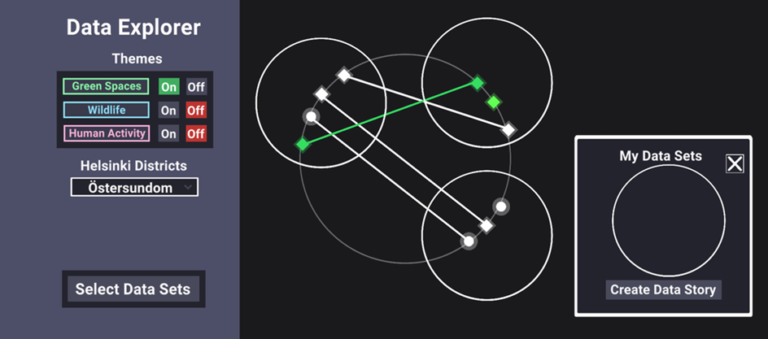 Data Explorer
Themes
Green Spaces On Off
Wildlife On Off
Human Activity On Off
Helsinki Districts
Östersundom
Select Data Sets
My Data Sets
Create Data Story